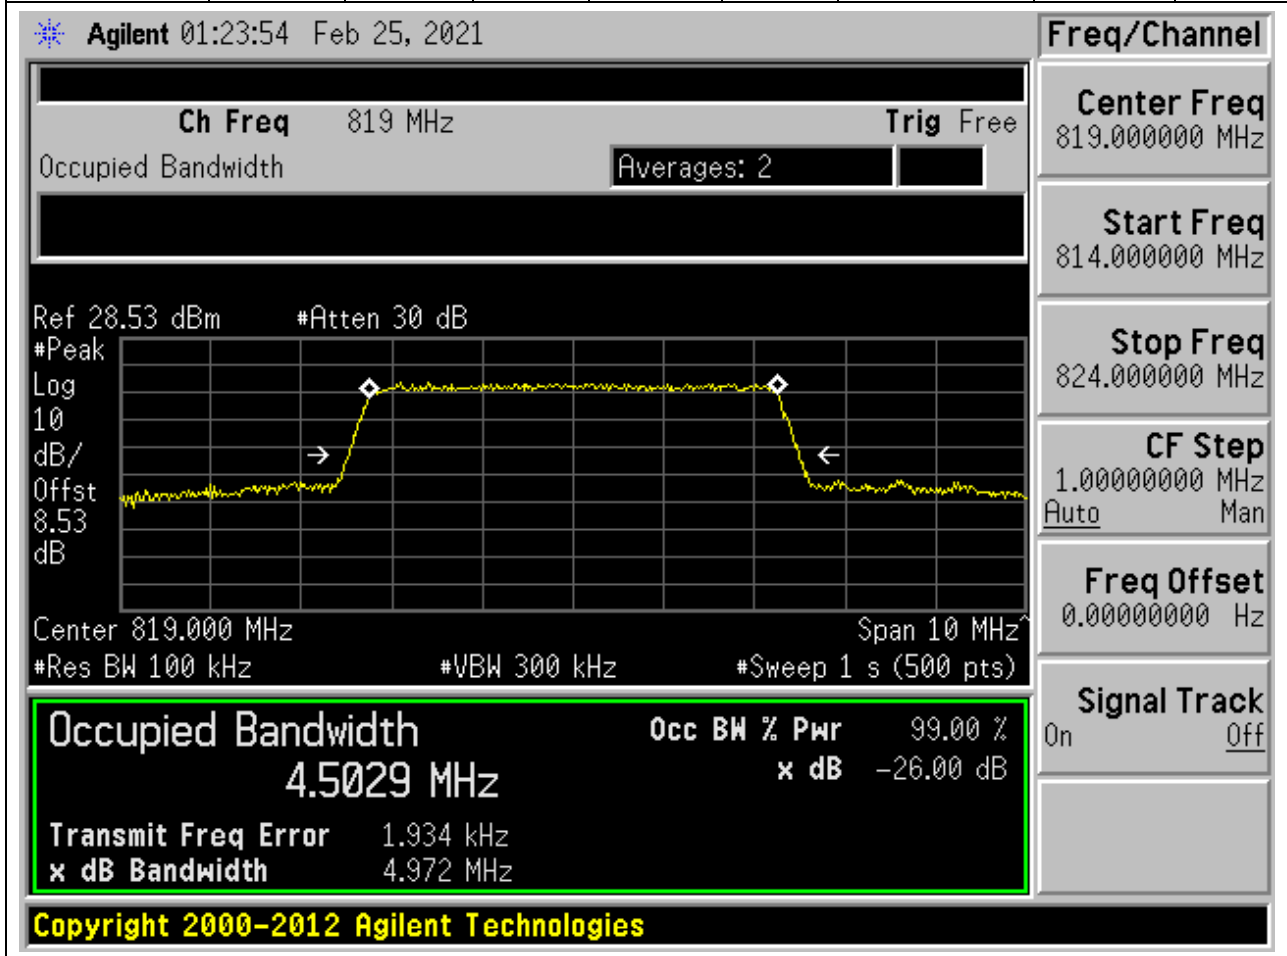 Agilent 01:23:54 Feb 25, 2021
Ch Freq 819 MHz Trig Free
Occupied Bandwidth Averages: 2
Ref 28.53 dBm #Atten 30 dB
#Peak
Log
10
dB/
Offst
8.53
dB
Center 819.000 MHz Span 10 MHz^
#Res BW 100 kHz #VBW 300 kHz #Sweep 1 s (500 pts)
Occupied Bandwidth Occ BW % Pwr 99.00 %
4.5029 MHz x dB -26.00 dB
Transmit Freq Error 1.934 kHz
x dB Bandwidth 4.972 MHz
Copyright 2000-2012 Agilent Technologies
Freq/Channel
Center Freq
819.000000 MHz
Start Freq
814.000000 MHz
Stop Freq
824.000000 MHz
CF Step
1.00000000 MHz
Auto Man
Freq Offset
0.00000000 Hz
Signal Track
On Off